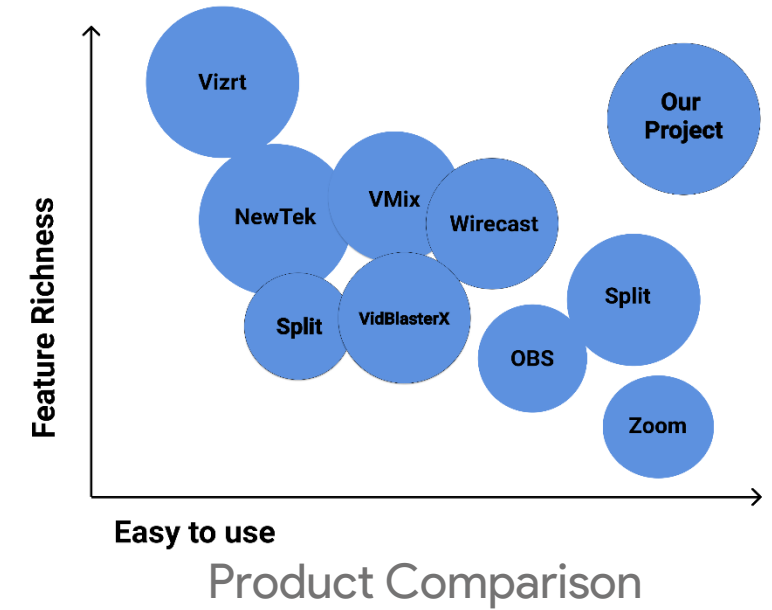 Vizrt
Our
Project
NewTek
VMix
Wirecast
Split
VidBlasterX
Split
OBS
Zoom
Feature Richness
Easy to use
Product Comparison